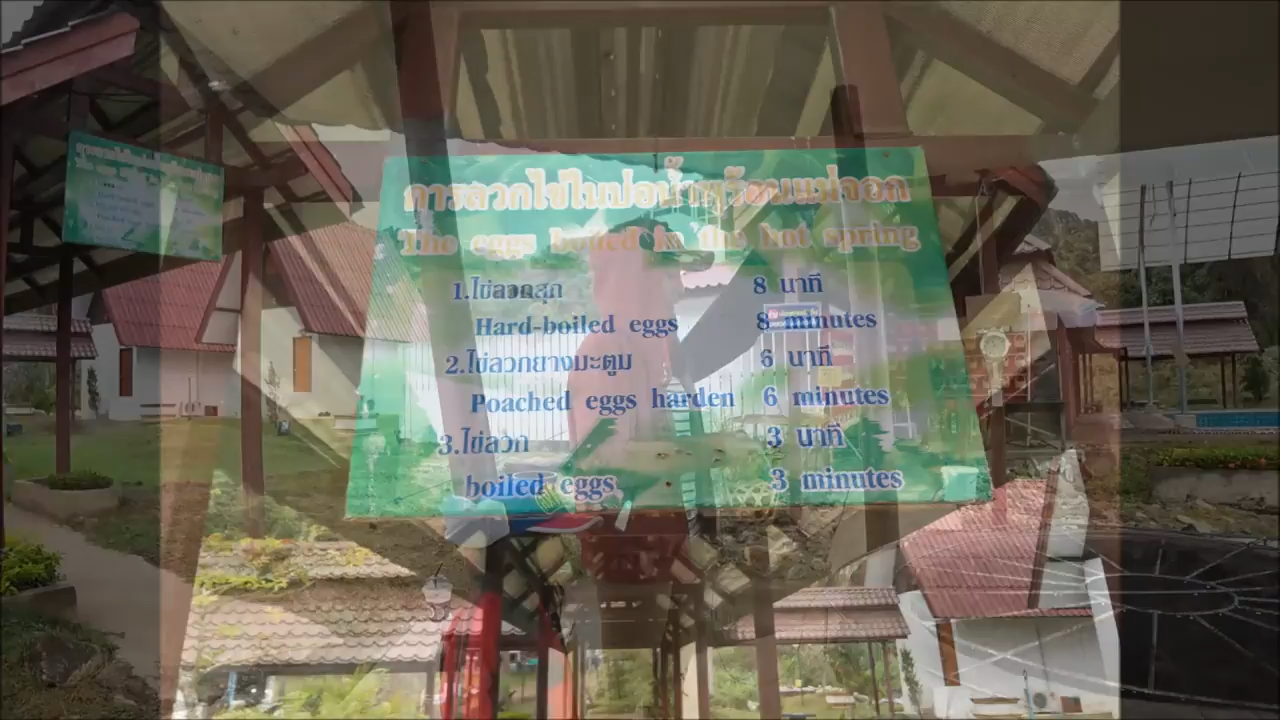 การลวกไข่ในบ่อน้ำพุร้อนแม่จอก
The eggs boiled in the hot spring
1.ไข่ลวกสุก 8 นาที
Hard-boiled eggs 8 minutes
2.ไข่ลวกยางมะตูม 6 นาที
Poached eggs harden 6 minutes
3.ไข่ลวก 3 นาที
boiled eggs 3 minutes